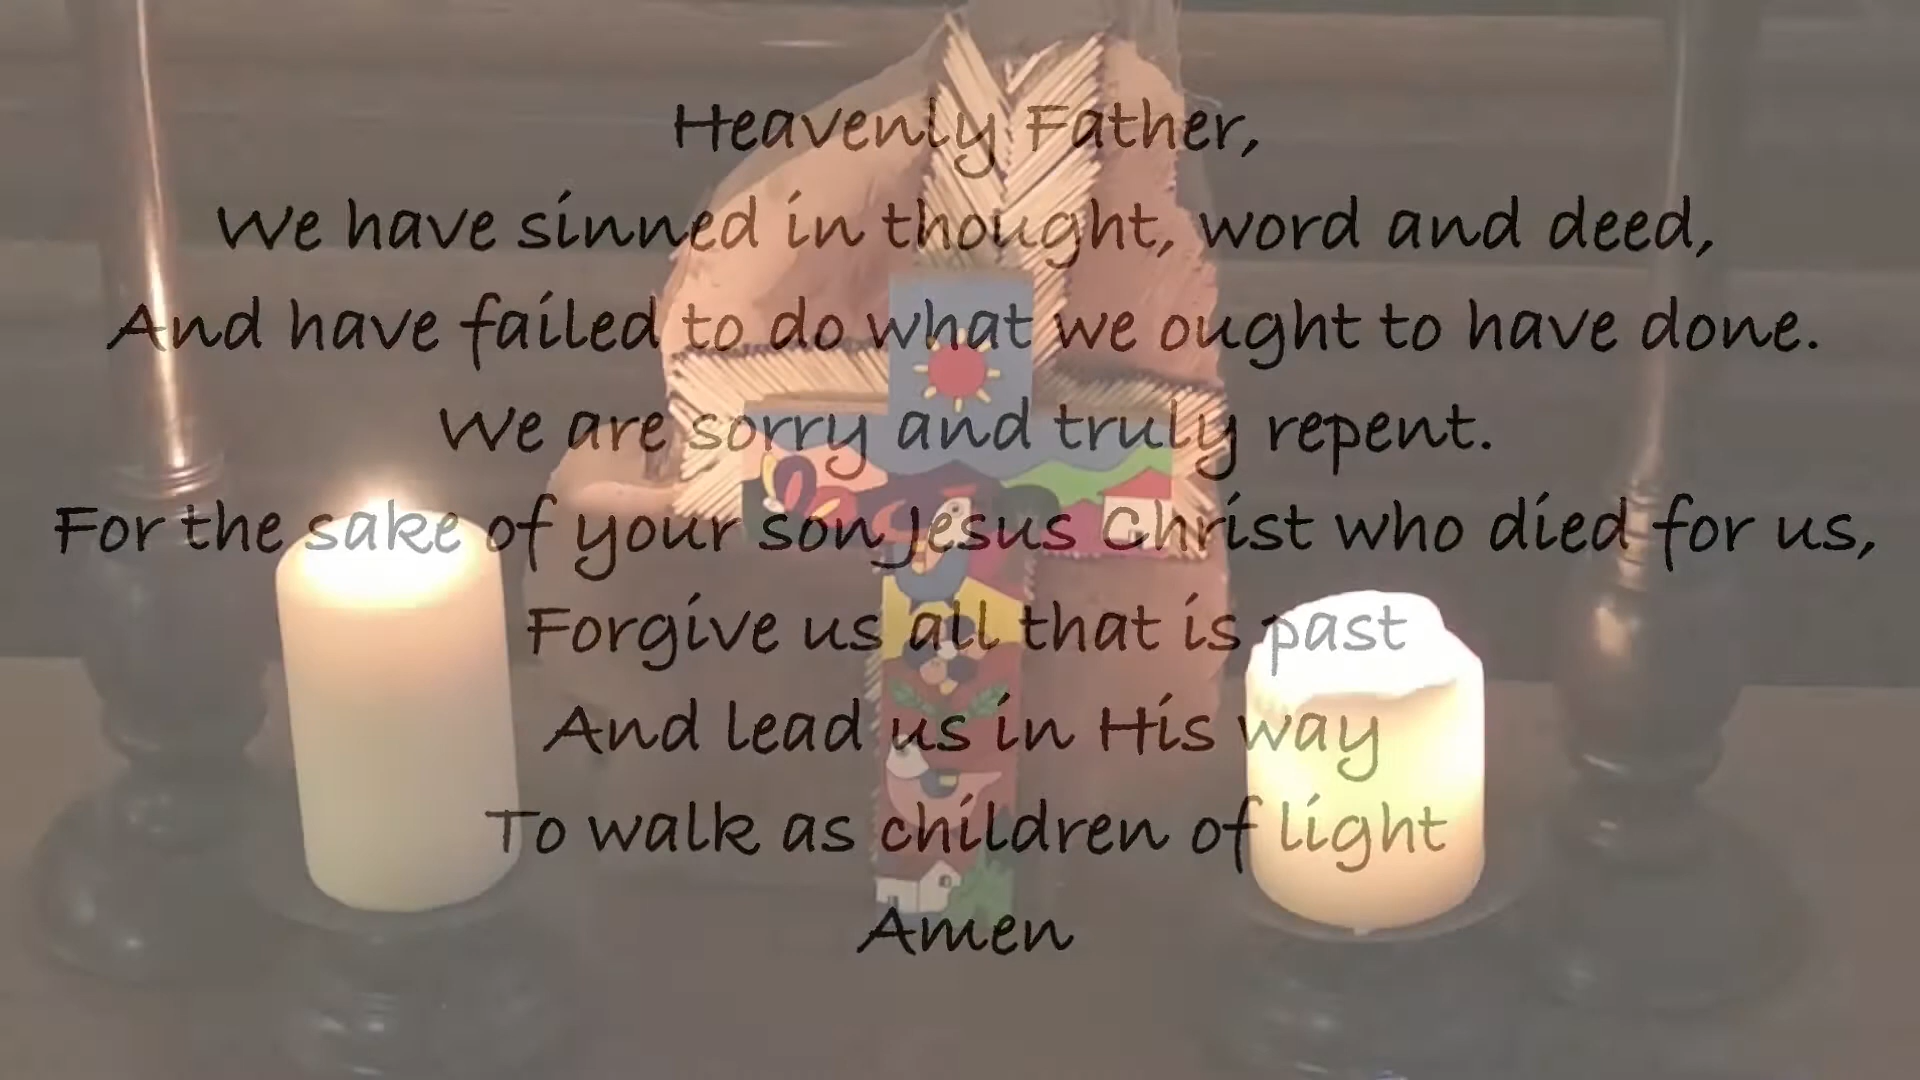 Heavenly Father,
We have sinned in thought, word and deed,
And have failed to do what we ought to have done.
We are sorry and truly repent.
For the sake of your son Jesus Christ who died for us,
Forgive us all that is past
And lead us in His way
To walk as children of light
Amen